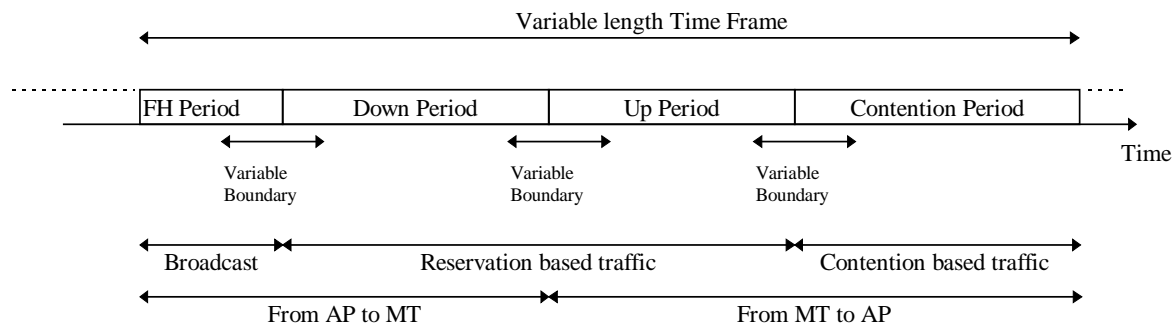 Variable length Time Frame
FH Period Down Period Up Period Contention Period
Time
Variable Variable Variable
Boundary Boundary Boundary
Broadcast Reservation based traffic Contention based traffic
From AP to MT From MT to AP